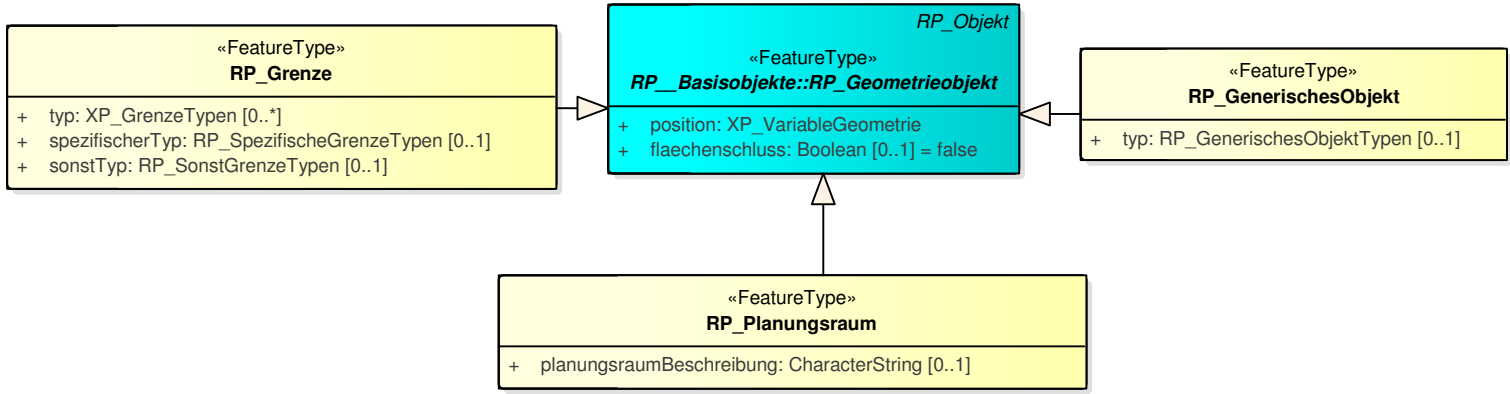 «FeatureType»
RP_Grenze
+ typ: XP_GrenzeTypen [0..*]
+ spezifischerTyp: RP_SpezifischeGrenzeTypen [0..1]
+ sonstTyp: RP_SonstGrenzeTypen [0..1]
RP_Objekt
«FeatureType»
RP__Basisobjekte::RP_Geometrieobjekt
+ position: XP_VariableGeometrie
+ flaechenschluss: Boolean [0..1] = false
«FeatureType»
RP_GenerischesObjekt
+ typ: RP_GenerischesObjektTypen [0..1]
«FeatureType»
RP_Planungsraum
+ planungsraumBeschreibung: CharacterString [0..1]